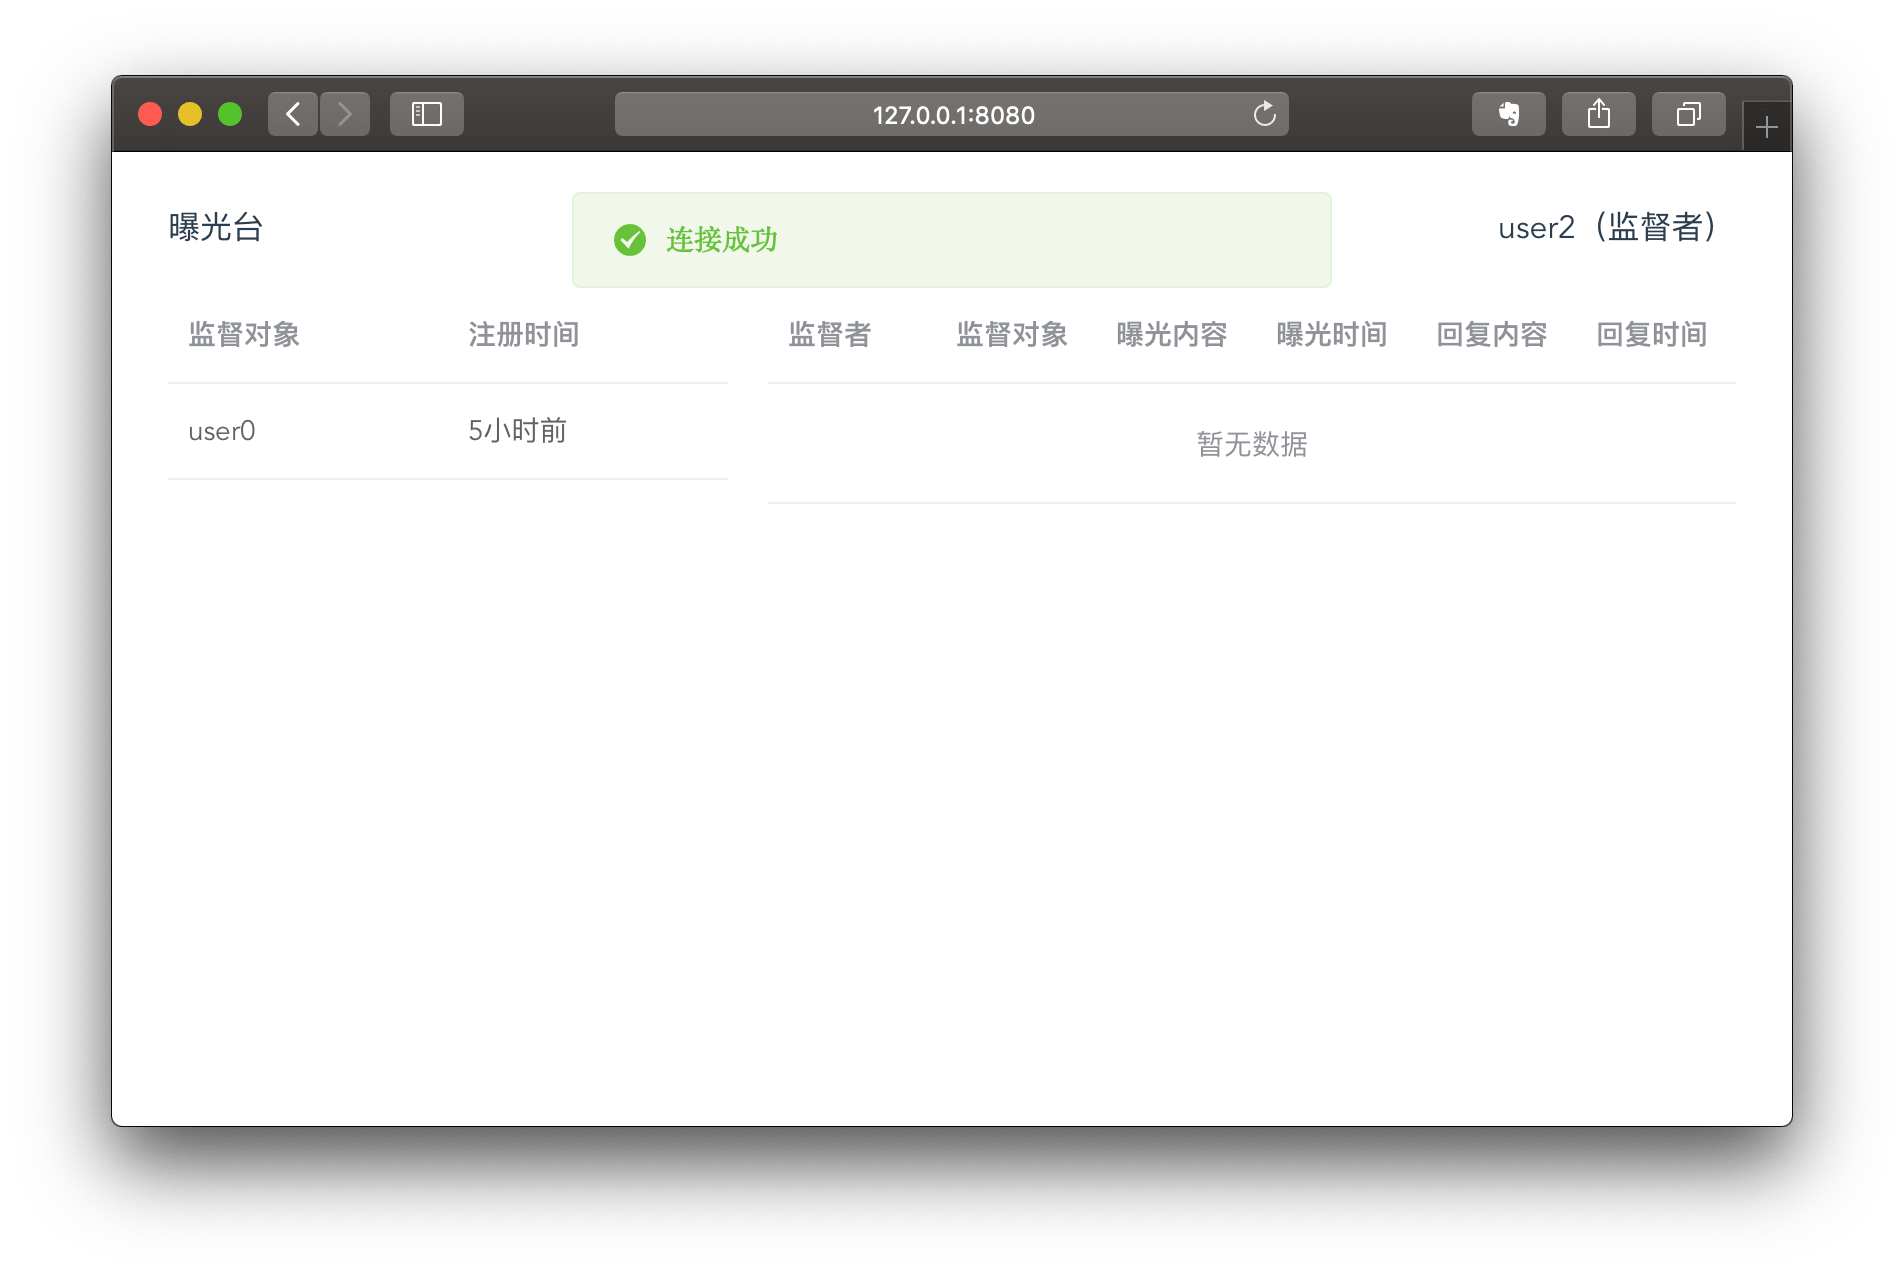 127.0.0.1:8080
曝光台
连接成功
user2（监督者）
监督对象 注册时间
user0 5小时前
监督者 监督对象 曝光内容 曝光时间 回复内容 回复时间
暂无数据